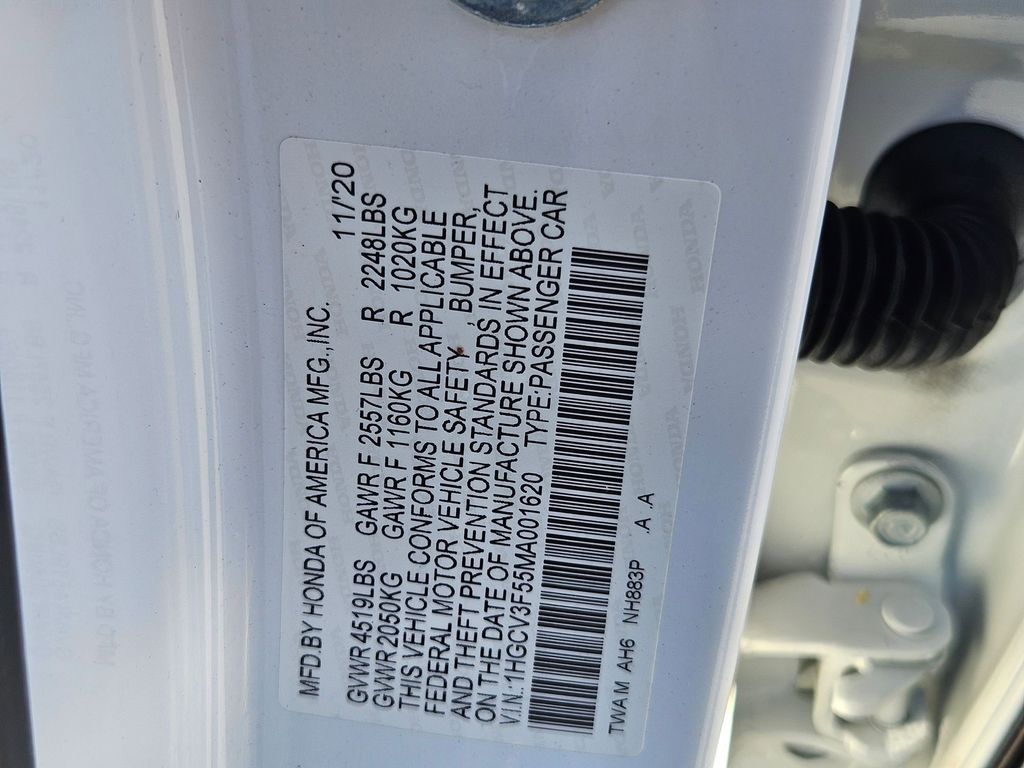 MFD.BY HONDA OF AMERICA MFG.,INC. 11/'20
GVWR4519LBS GAWR F 2557LBS R 2248LBS
GVWR2050KG GAWR F 1160KG R 1020KG
THIS VEHICLE CONFORMS TO ALL APPLICABLE
FEDERAL MOTOR VEHICLE SAFETY , BUMPER,
AND THEFT PREVENTION STANDARDS IN EFFECT
ON THE DATE OF MANUFACTURE SHOWN ABOVE.
V.I.N.:1HGCV3F55MA001620 TYPE:PASSENGER CAR
TWAM AH6 NH883P .A .A